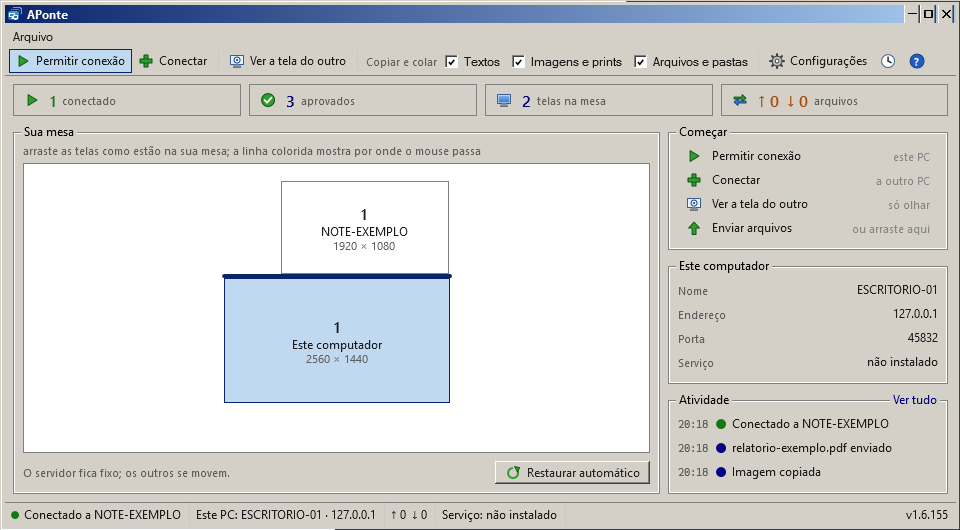 APonte
Arquivo
Permitir conexão Conectar Ver a tela do outro Copiar e colar Textos Imagens e prints Arquivos e pastas Configurações ?
1 conectado 3 aprovados 2 telas na mesa ↑ 0 ↓ 0 arquivos
Sua mesa
arraste as telas como estão na sua mesa; a linha colorida mostra por onde o mouse passa
1
NOTE-EXEMPLO
1920 × 1080
1
Este computador
2560 × 1440
O servidor fica fixo; os outros se movem.
Restaurar automático
Começar
Permitir conexão este PC
Conectar a outro PC
Ver a tela do outro só olhar
Enviar arquivos ou arraste aqui
Este computador
Nome ESCRITORIO-01
Endereço 127.0.0.1
Porta 45832
Serviço não instalado
Atividade Ver tudo
20:18 Conectado a NOTE-EXEMPLO
20:18 relatorio-exemplo.pdf enviado
20:18 Imagem copiada
Conectado a NOTE-EXEMPLO Este PC: ESCRITORIO-01 · 127.0.0.1 ↑ 0 ↓ 0 Serviço: não instalado v1.6.155